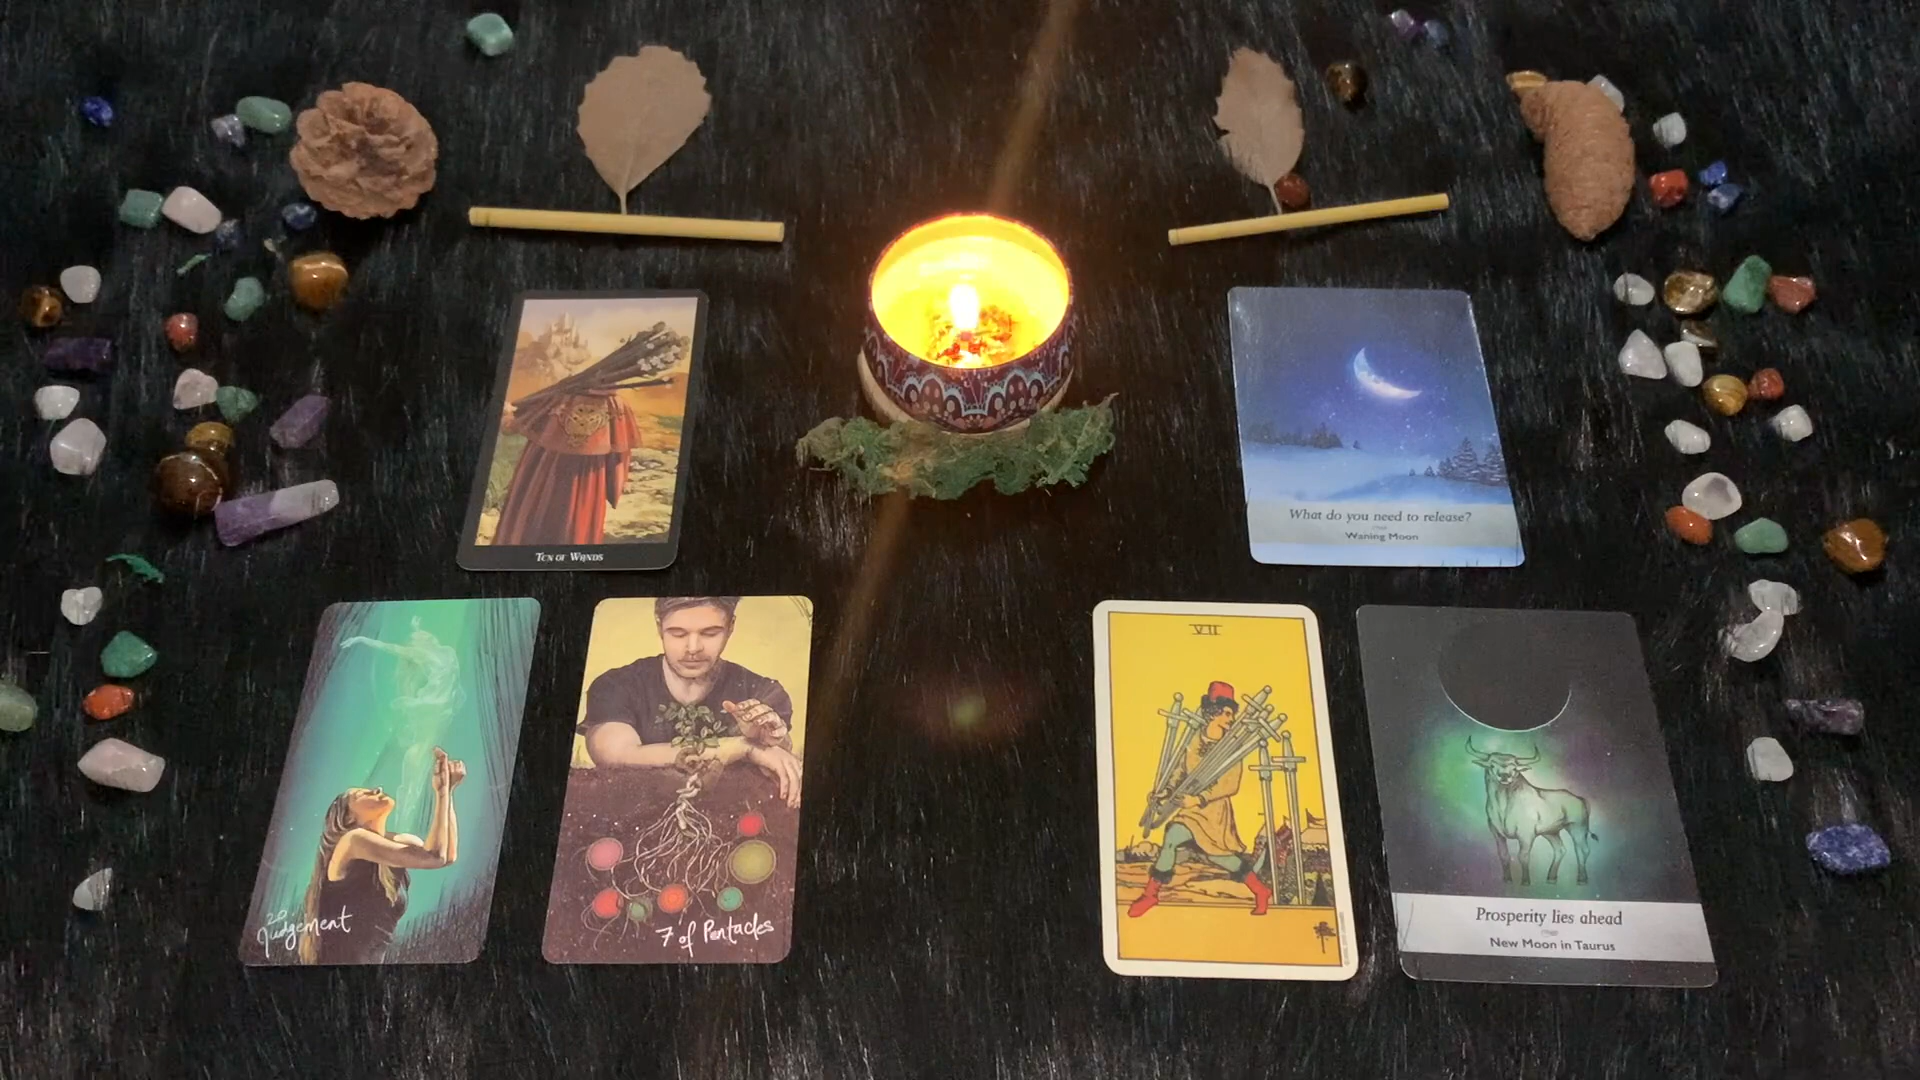 Ten of Wands
What do you need to release?
Waning Moon
20
Judgement
7 of Pentacles
VII
Prosperity lies ahead
New Moon in Taurus